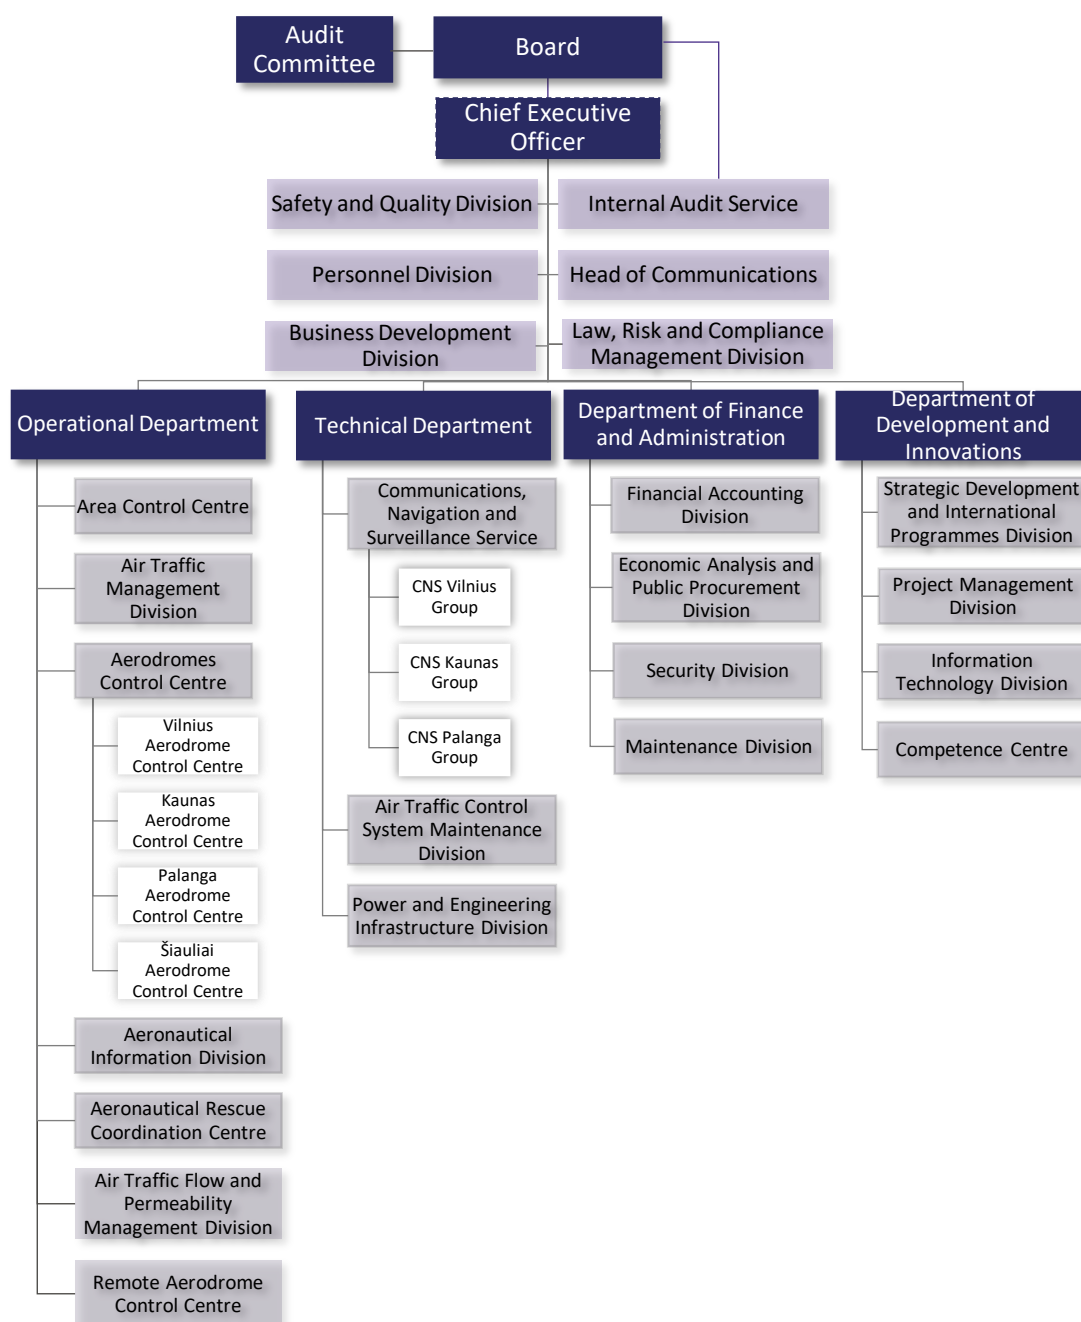 Audit
Committee
Board
Chief Executive
Officer
Safety and Quality Division
Internal Audit Service
Personnel Division
Head of Communications
Business Development
Division
Law, Risk and Compliance
Management Division
Operational Department
Area Control Centre
Air Traffic
Management
Division
Aerodromes
Control Centre
Vilnius
Aerodrome
Control Centre
Kaunas
Aerodrome
Control Centre
Palanga
Aerodrome
Control Centre
Šiauliai
Aerodrome
Control Centre
Aeronautical
Information Division
Aeronautical Rescue
Coordination Centre
Air Traffic Flow and
Permeability
Management Division
Remote Aerodrome
Control Centre
Technical Department
Communications,
Navigation and
Surveillance Service
CNS Vilnius
Group
CNS Kaunas
Group
CNS Palanga
Group
Air Traffic Control
System Maintenance
Division
Power and Engineering
Infrastructure Division
Department of Finance
and Administration
Financial Accounting
Division
Economic Analysis and
Public Procurement
Division
Security Division
Maintenance Division
Department of
Development and
Innovations
Strategic Development
and International
Programmes Division
Project Management
Division
Information
Technology Division
Competence Centre